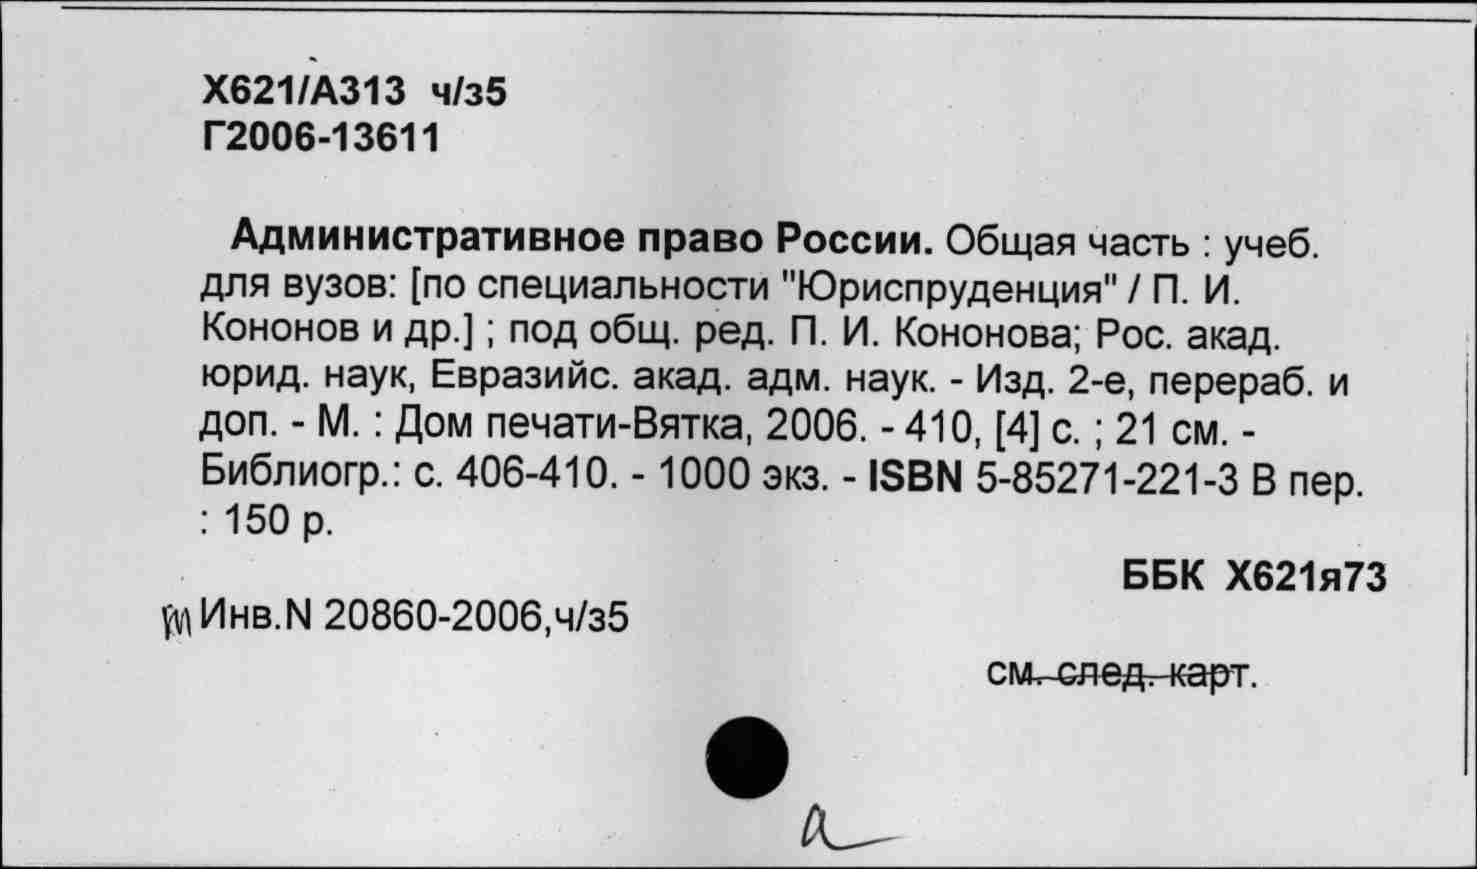 Х621/А313 ч/з5
Г2006-13611
Административное право России. Общая часть : учеб.
для вузов: [по специальности "Юриспруденция" / П. И.
Кононов и др.] ; под общ. ред. П. И. Кононова; Рос. акад.
юрид. наук, Евразийс. акад. адм. наук. - Изд. 2-е, перераб. и
доп. - М. : Дом печати-Вятка, 2006. - 410, [4] с. ; 21 см. -
Библиогр.: с. 406-410. - 1000 экз. - ISBN 5-85271-221-3 В пер.
: 150 р.
ББК Х621я73
Инв.N 20860-2006,ч/з5
см. след. карт.
а